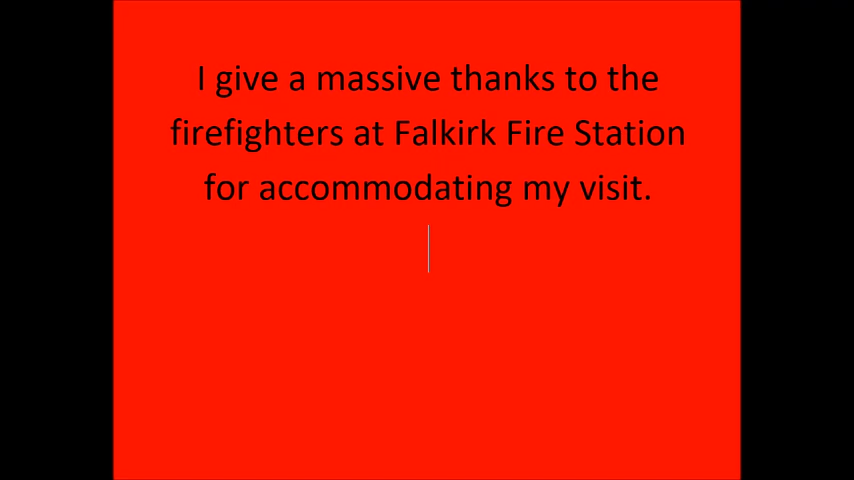 I give a massive thanks to the
firefighters at Falkirk Fire Station
for accommodating my visit.